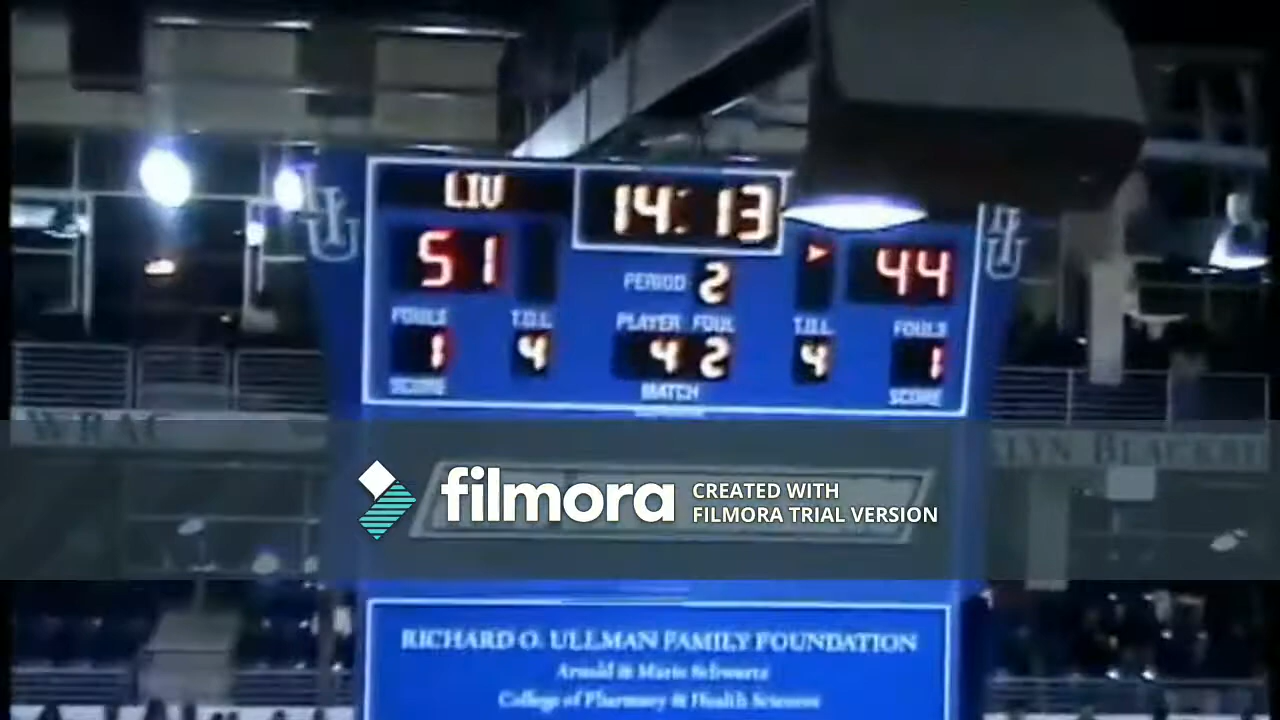 LIU
14:13
51
44
PERIOD 2
FOULS
T.O.L.
PLAYER FOUL
T.O.L.
FOULS
1
4
4 2
4
1
SCORE
MATCH
SCORE
WRAC
BLACK
filmora
CREATED WITH
FILMORA TRIAL VERSION
RICHARD O. ULLMAN FAMILY FOUNDATION
Arnold & Marie Schwartz
College of Pharmacy & Health Sciences